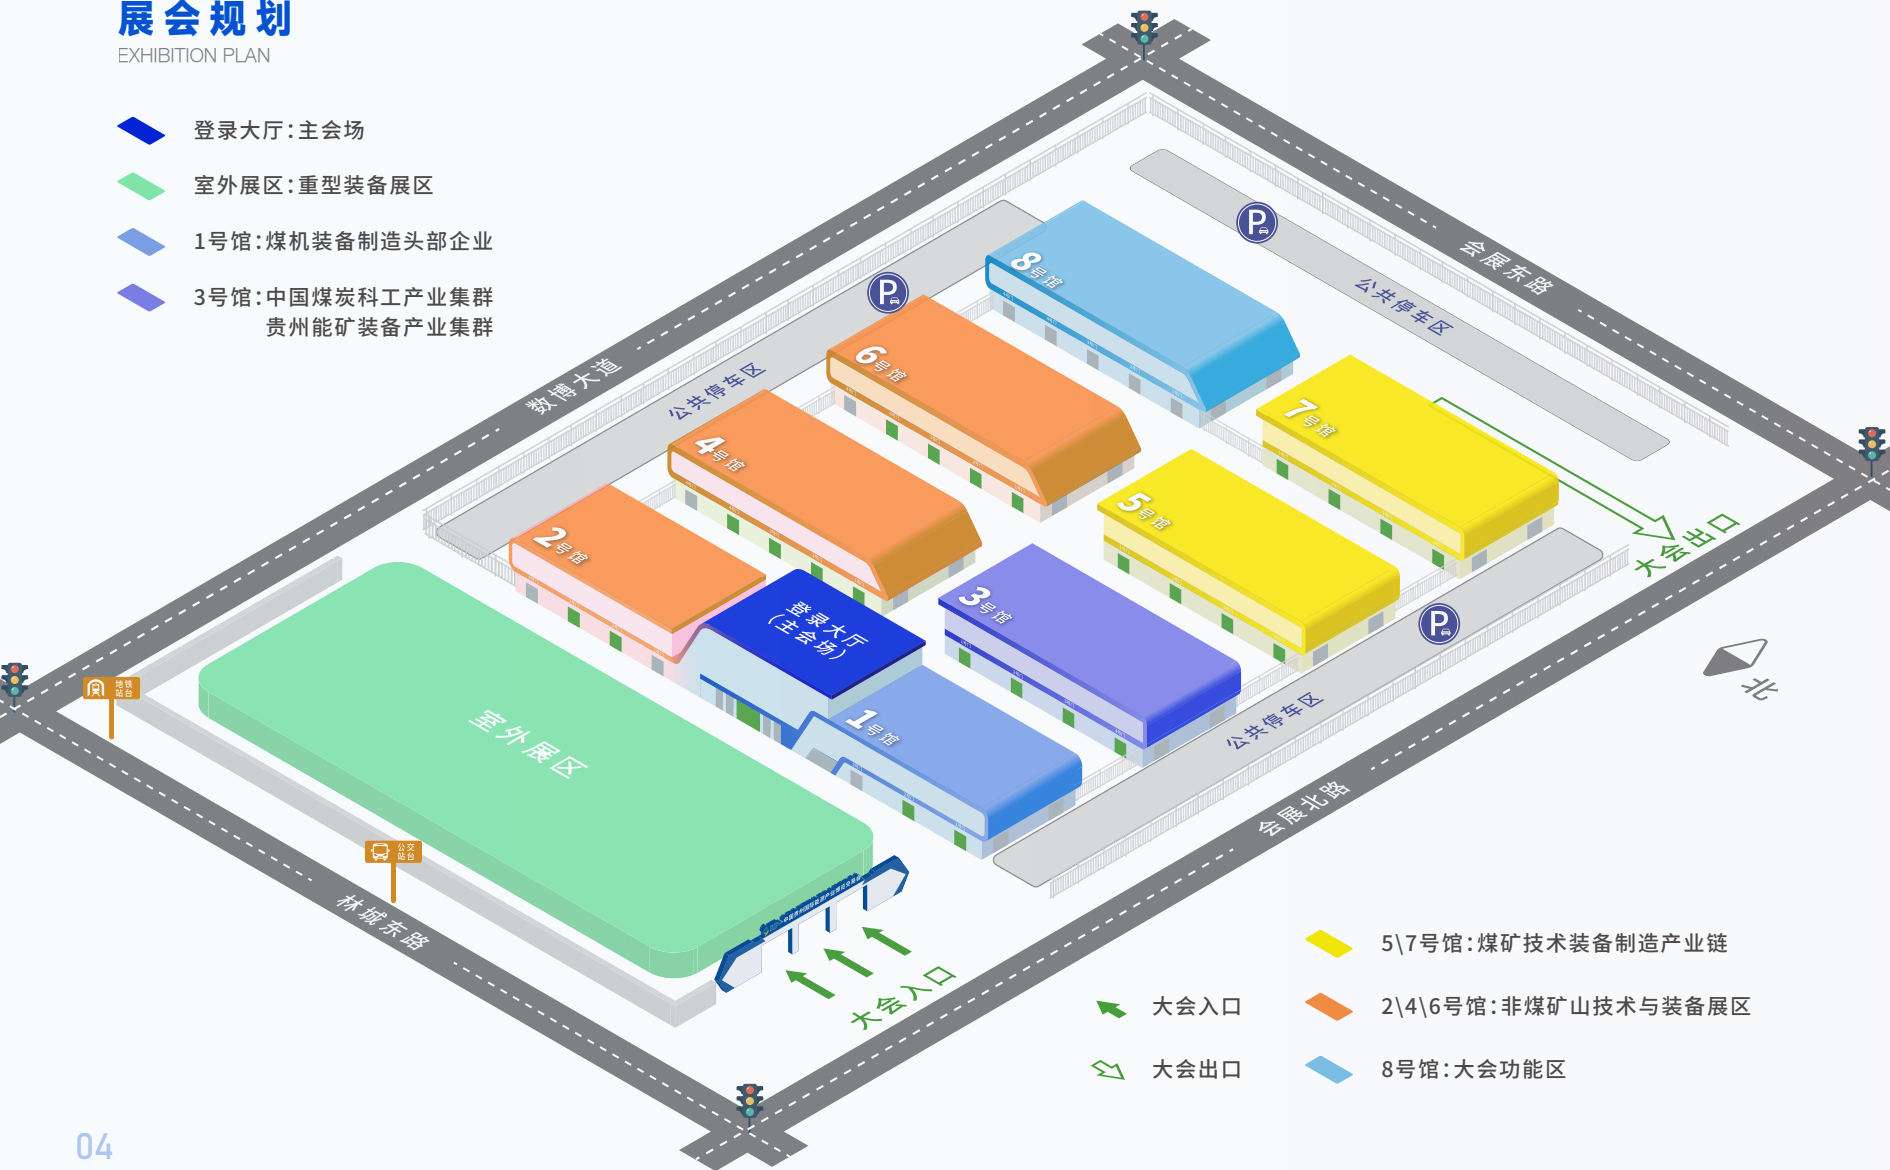 展会规划
EXHIBITION PLAN
登录大厅：主会场
室外展区：重型装备展区
1号馆：煤机装备制造头部企业
3号馆：中国煤炭科工产业集群
贵州能矿装备产业集群
数博大道
会展东路
公共停车区
公共停车区
P
P
8号馆
6号馆
7号馆
4号馆
5号馆
2号馆
3号馆
登录大厅
（主会场）
1号馆
大会出口
P
公共停车区
北
地铁
站台
室外展区
会展北路
公交
站台
林城东路
大会入口
5\7号馆：煤矿技术装备制造产业链
大会入口
2\4\6号馆：非煤矿山技术与装备展区
大会出口
8号馆：大会功能区
04